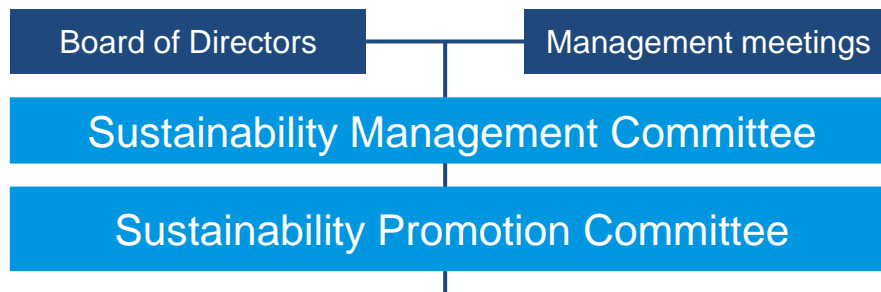 Board of Directors
Management meetings
Sustainability Management Committee
Sustainability Promotion Committee